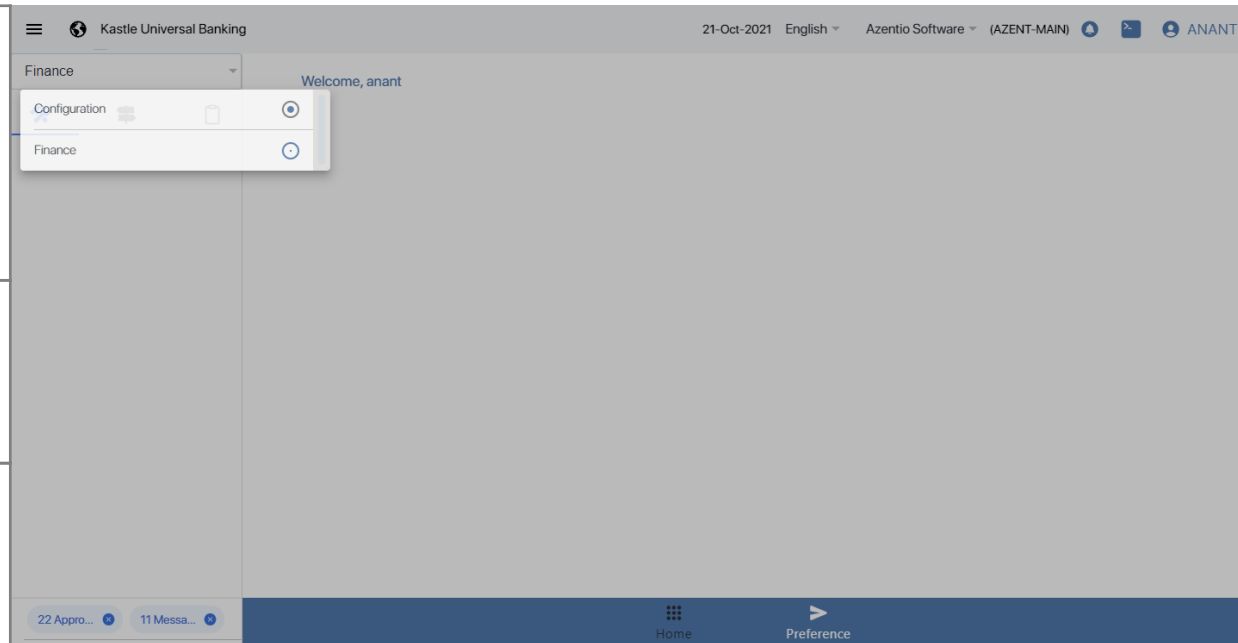 Kastle Universal Banking
21-Oct-2021 English Azentio Software (AZENT-MAIN) ANANT
Finance
Welcome, anant
Configuration
Finance
22 Appro... 11 Messa...
Home Preference